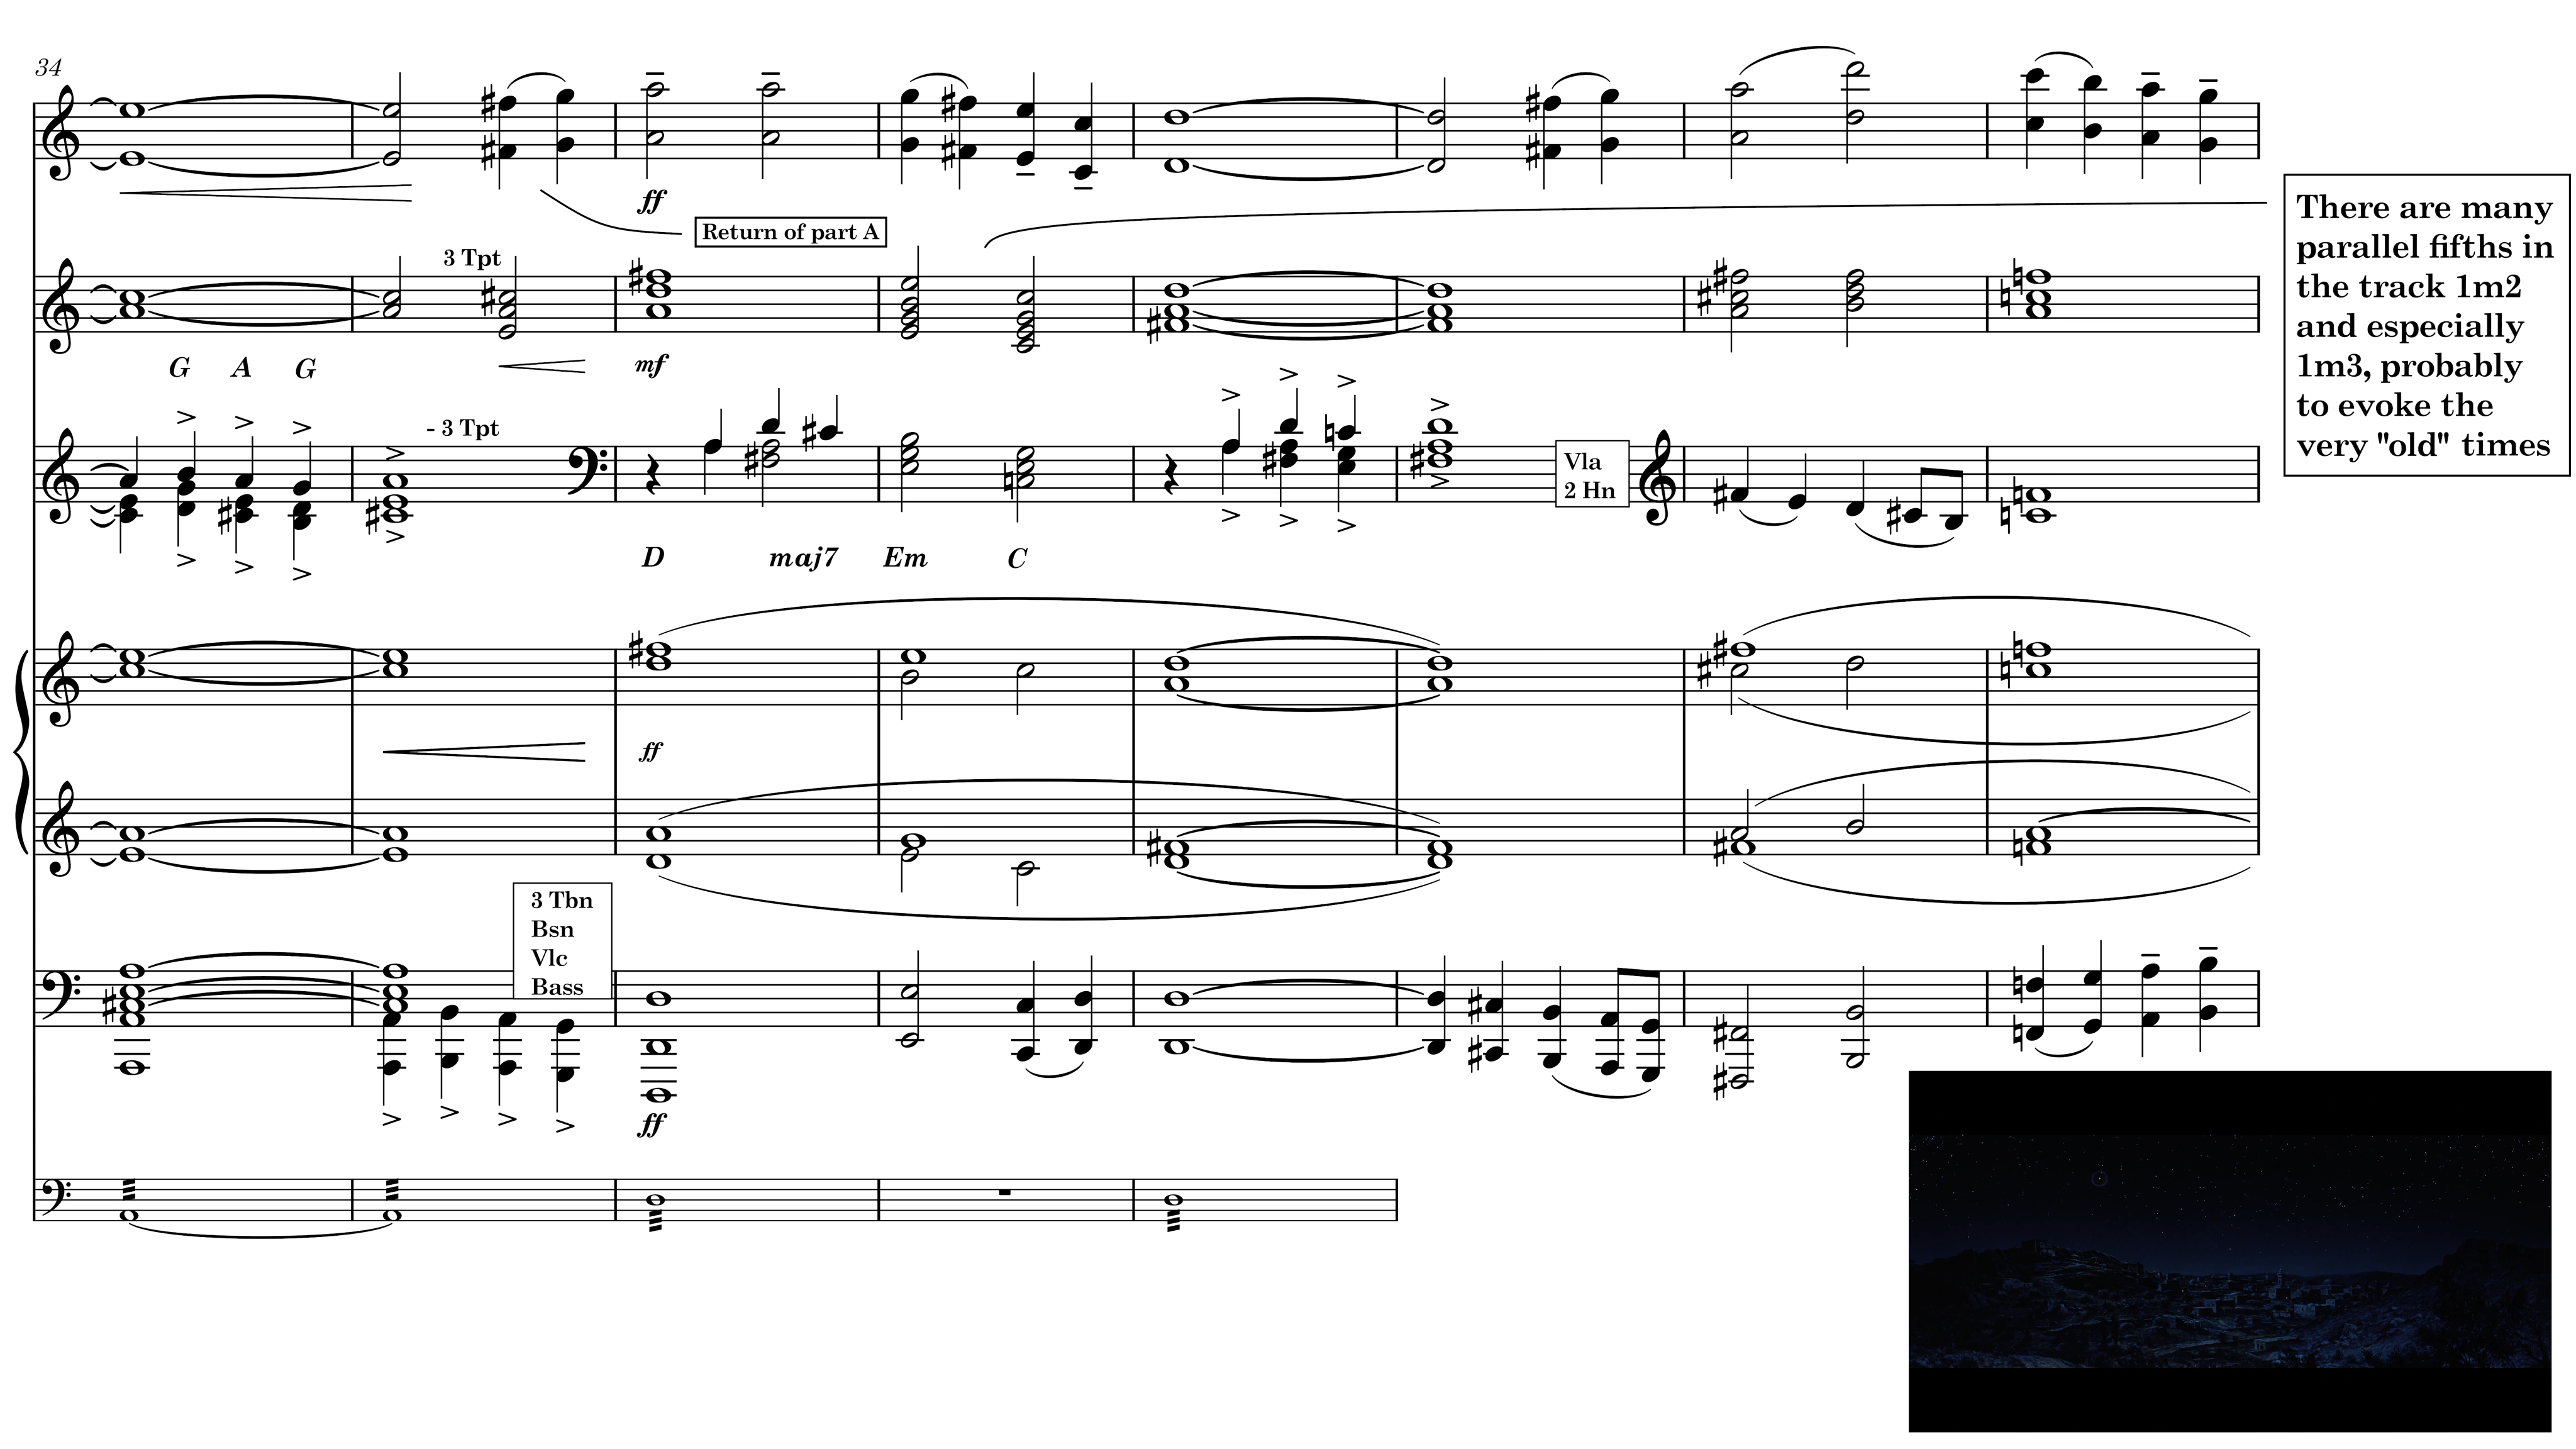 34
ff
Return of part A
3 Tpt
G A G
mf
- 3 Tpt
Vla
2 Hn
D maj7 Em C
ff
3 Tbn
Bsn
Vlc
Bass
ff
There are many
parallel fifths in
the track 1m2
and especially
1m3, probably
to evoke the
very "old" times